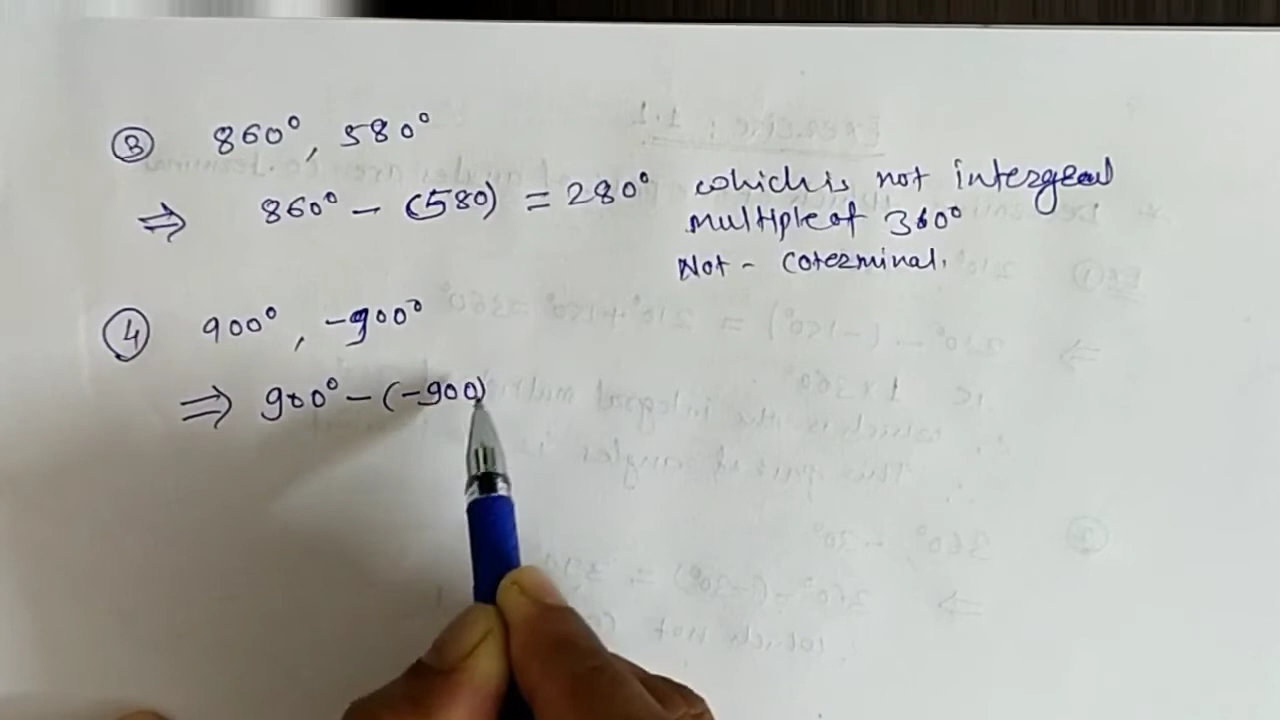 ③ 860°, 580°
⇒ 860° - (580) = 280° which is not intergral
multiple of 360°
Not - coterminal.
④ 900°, -900°
⇒ 900° - (-900)